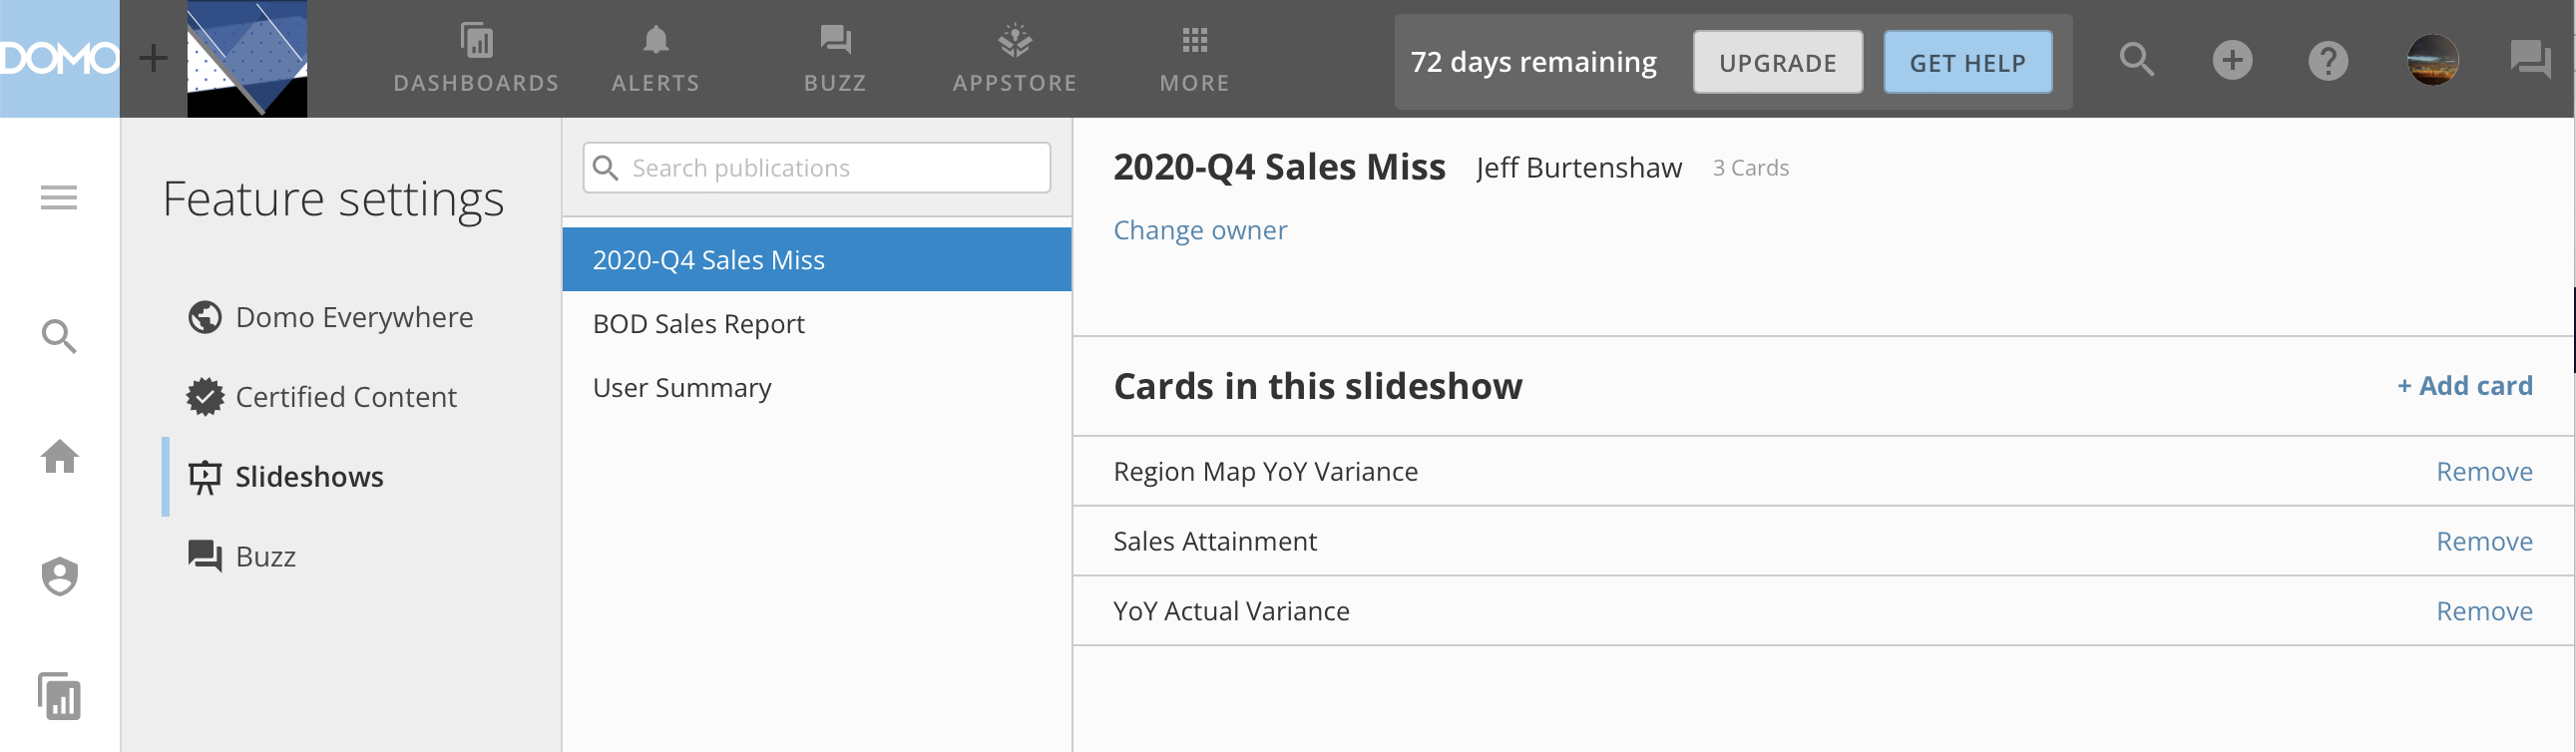 DOMO
DASHBOARDS
ALERTS
BUZZ
APPSTORE
MORE
72 days remaining
UPGRADE
GET HELP
Feature settings
Domo Everywhere
Certified Content
Slideshows
Buzz
Search publications
2020-Q4 Sales Miss
BOD Sales Report
User Summary
2020-Q4 Sales Miss Jeff Burtenshaw 3 Cards
Change owner
Cards in this slideshow + Add card
Region Map YoY Variance Remove
Sales Attainment Remove
YoY Actual Variance Remove